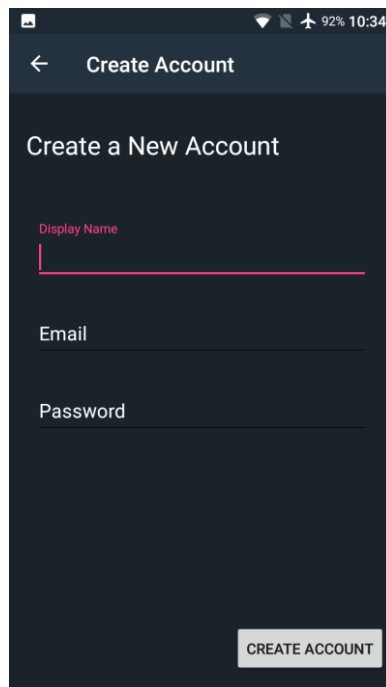 92% 10:34
Create Account
Create a New Account
Display Name
Email
Password
CREATE ACCOUNT